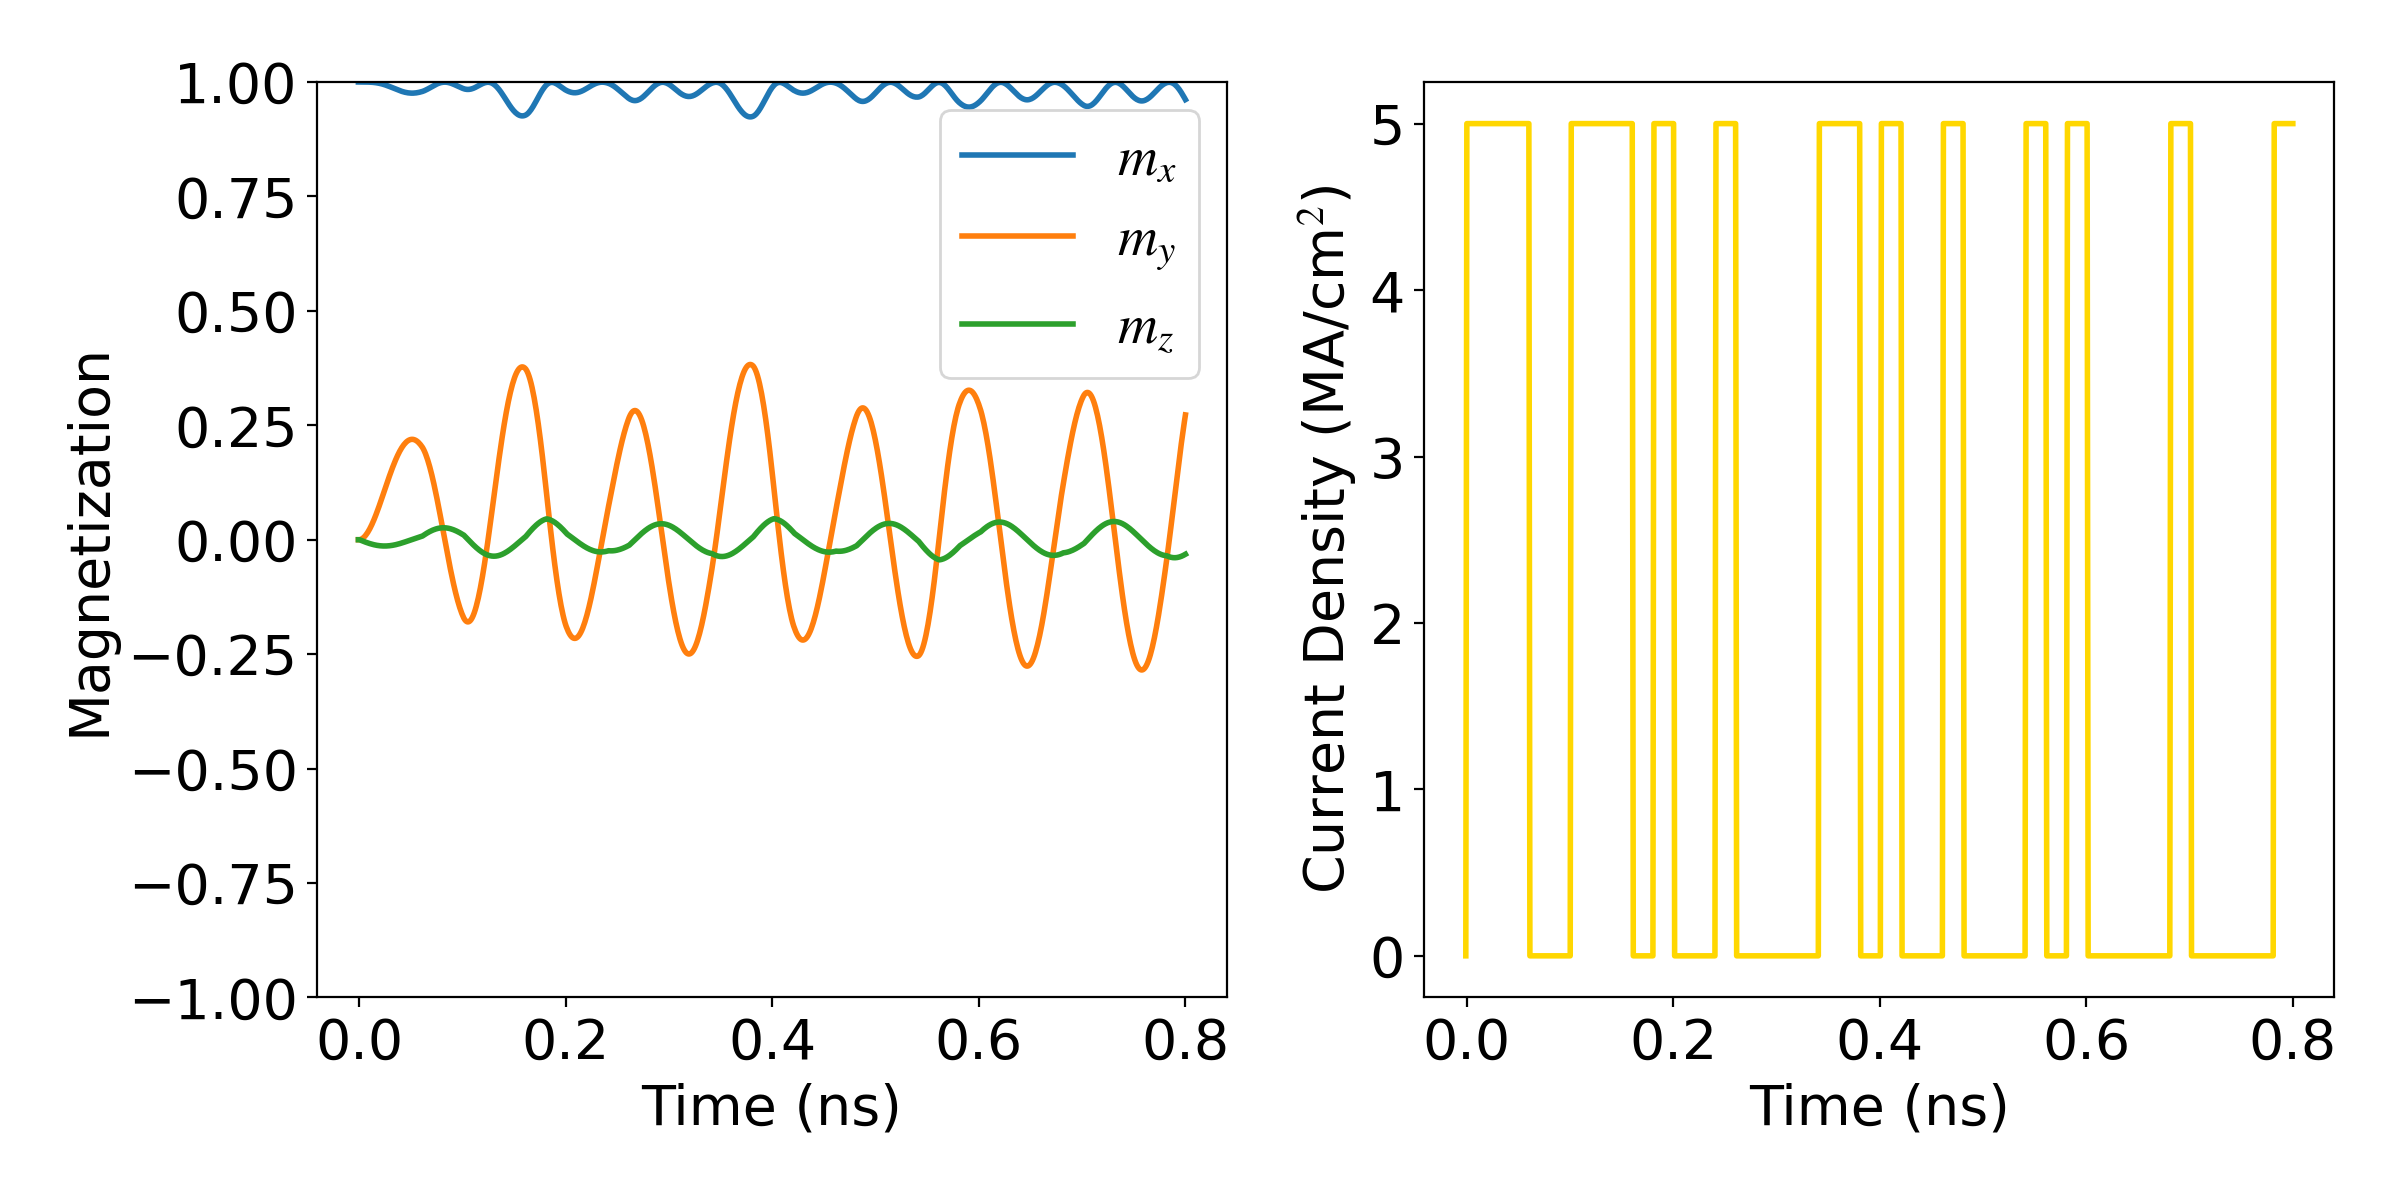 Magnetization
1.00
0.75
0.50
0.25
0.00
−0.25
−0.50
−0.75
−1.00
0.0 0.2 0.4 0.6 0.8
Time (ns)
m_x
m_y
m_z
Current Density (MA/cm²)
5
4
3
2
1
0
0.0 0.2 0.4 0.6 0.8
Time (ns)